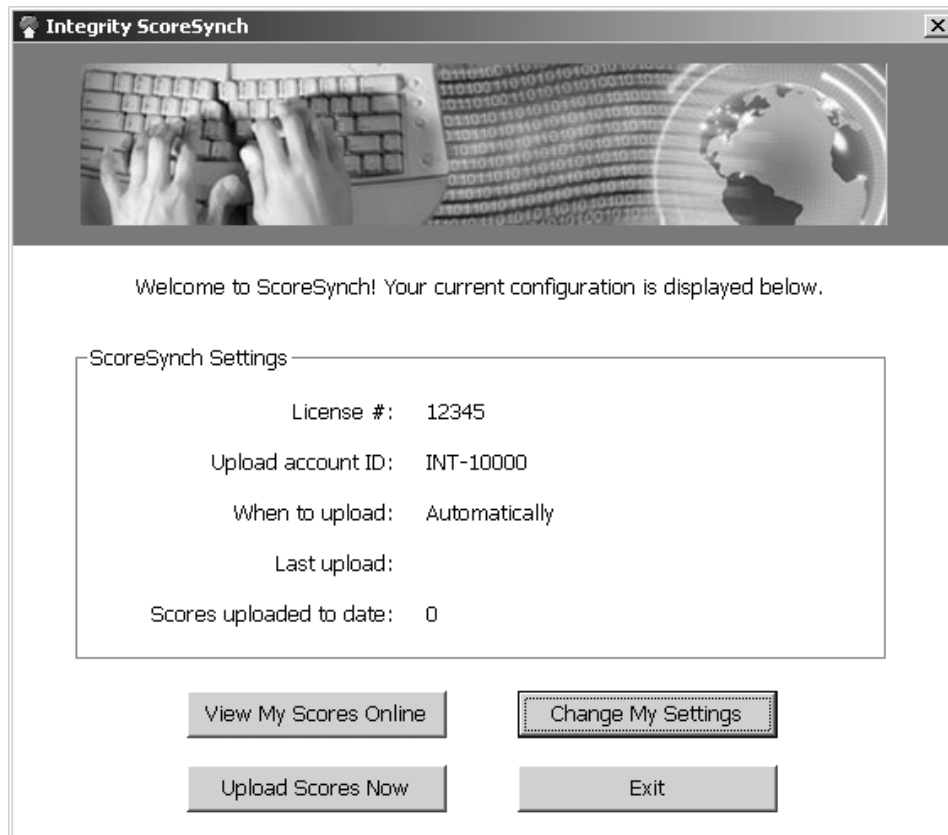 Integrity ScoreSynch
Welcome to ScoreSynch! Your current configuration is displayed below.
ScoreSynch Settings
License #: 12345
Upload account ID: INT-10000
When to upload: Automatically
Last upload:
Scores uploaded to date: 0
View My Scores Online
Change My Settings
Upload Scores Now
Exit